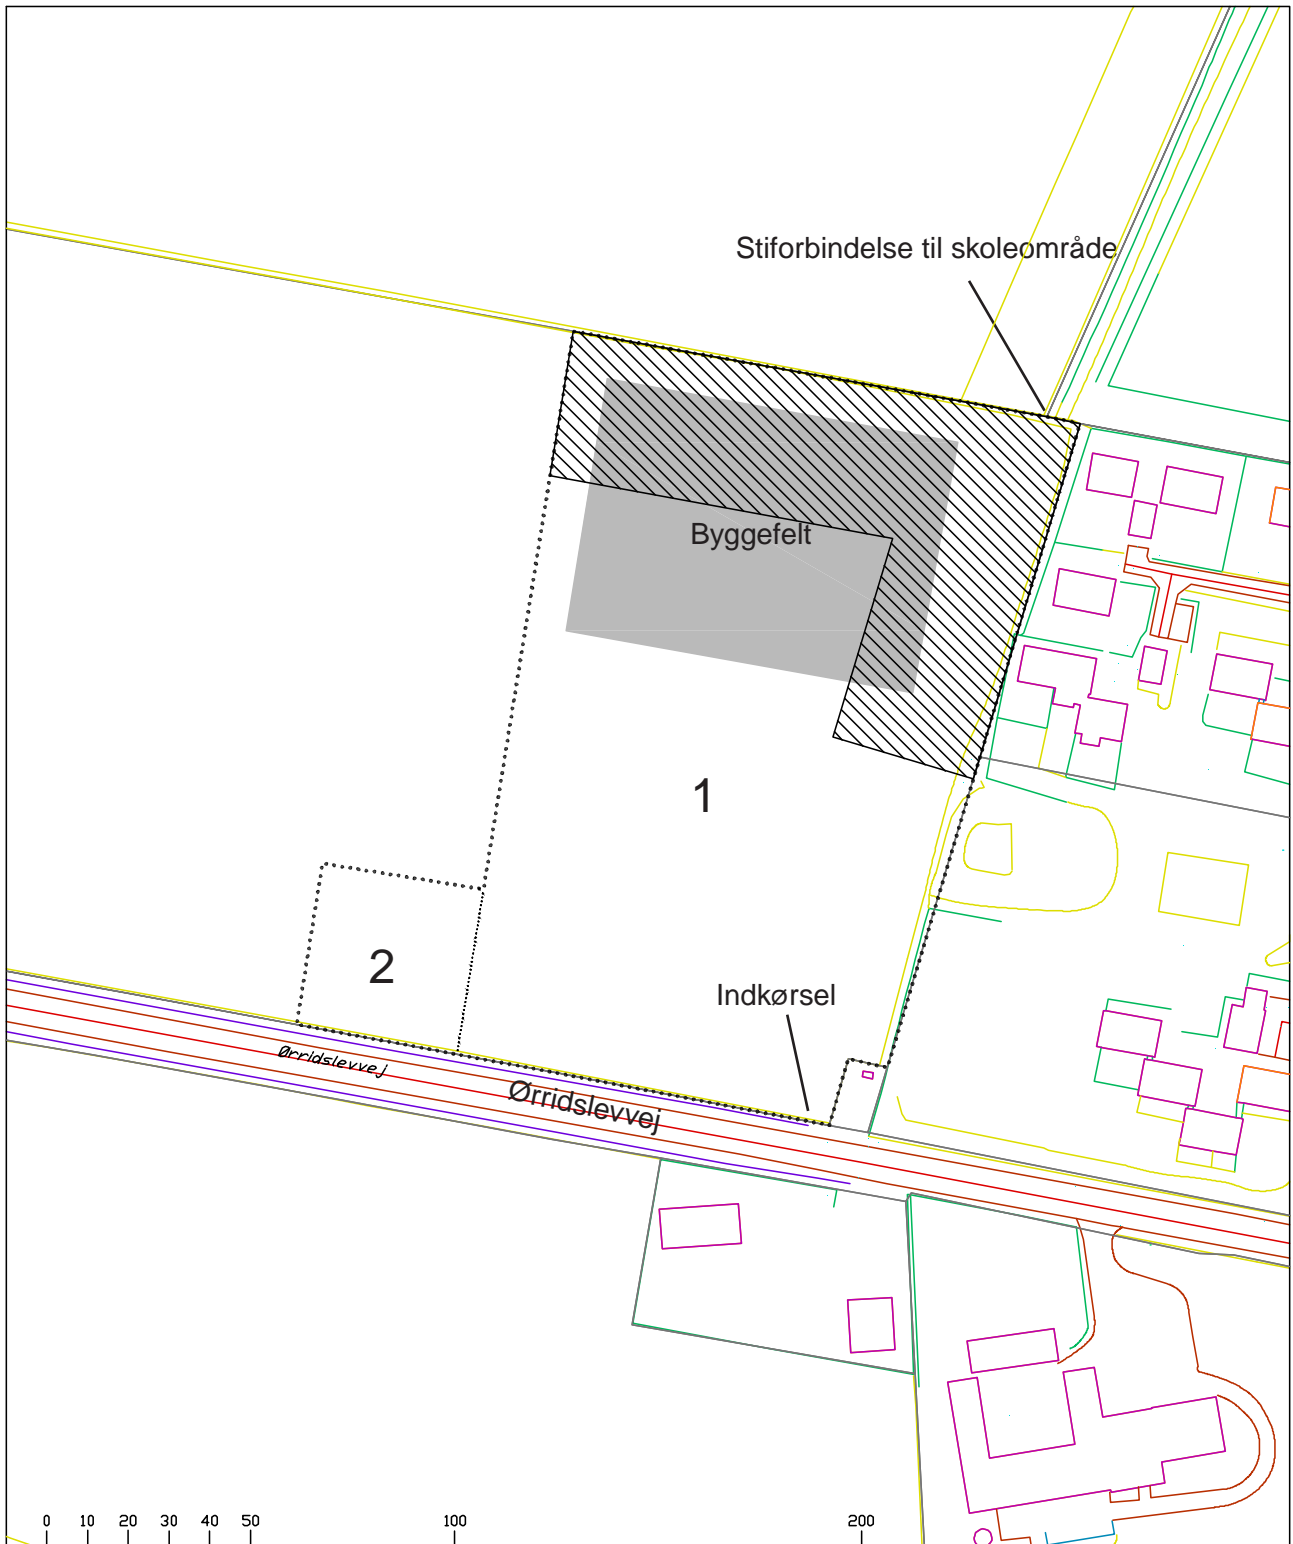 Stiforbindelse til skoleområde
Byggefelt
1
2
Indkørsel
Ørridslevvej
Ørridslevvej
0 10 20 30 40 50 100 200